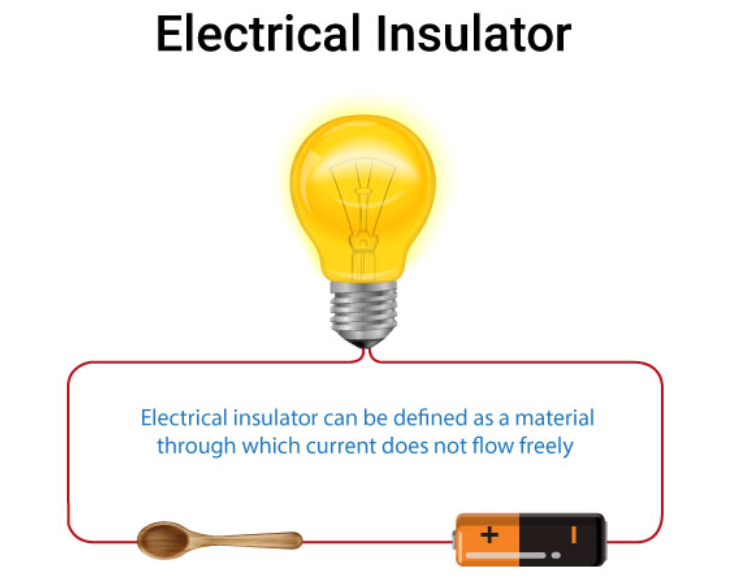 Electrical Insulator
Electrical insulator can be defined as a material
through which current does not flow freely
+